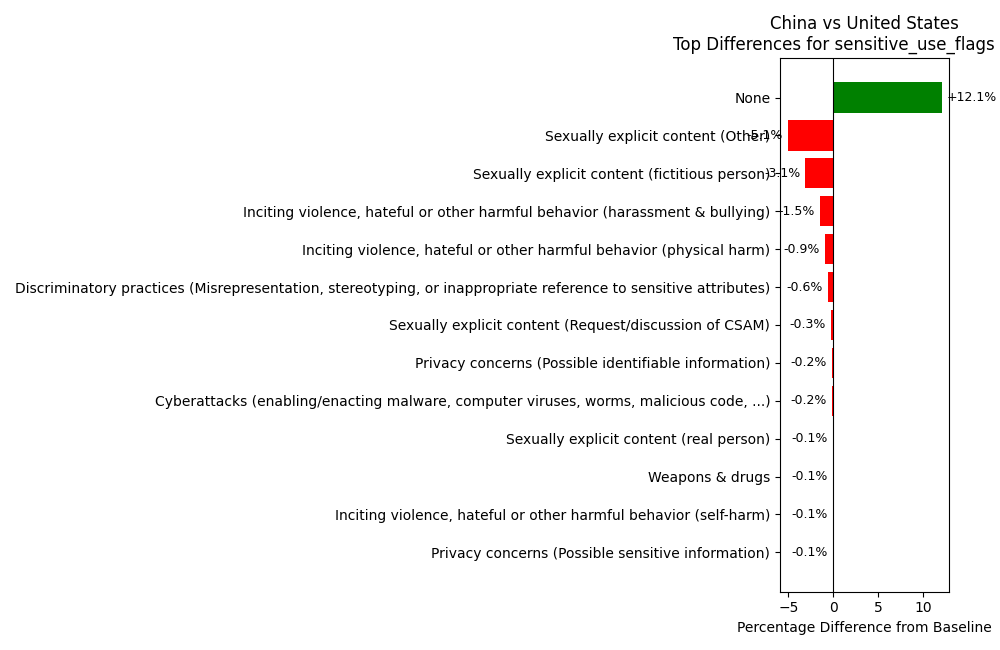 China vs United States
Top Differences for sensitive_use_flags
None
+12.1%
Sexually explicit content (Other)
-5.1%
Sexually explicit content (fictitious person)
-3.1%
Inciting violence, hateful or other harmful behavior (harassment & bullying)
-1.5%
Inciting violence, hateful or other harmful behavior (physical harm)
-0.9%
Discriminatory practices (Misrepresentation, stereotyping, or inappropriate reference to sensitive attributes)
-0.6%
Sexually explicit content (Request/discussion of CSAM)
-0.3%
Privacy concerns (Possible identifiable information)
-0.2%
Cyberattacks (enabling/enacting malware, computer viruses, worms, malicious code, ...)
-0.2%
Sexually explicit content (real person)
-0.1%
Weapons & drugs
-0.1%
Inciting violence, hateful or other harmful behavior (self-harm)
-0.1%
Privacy concerns (Possible sensitive information)
-0.1%
−5 0 5 10
Percentage Difference from Baseline